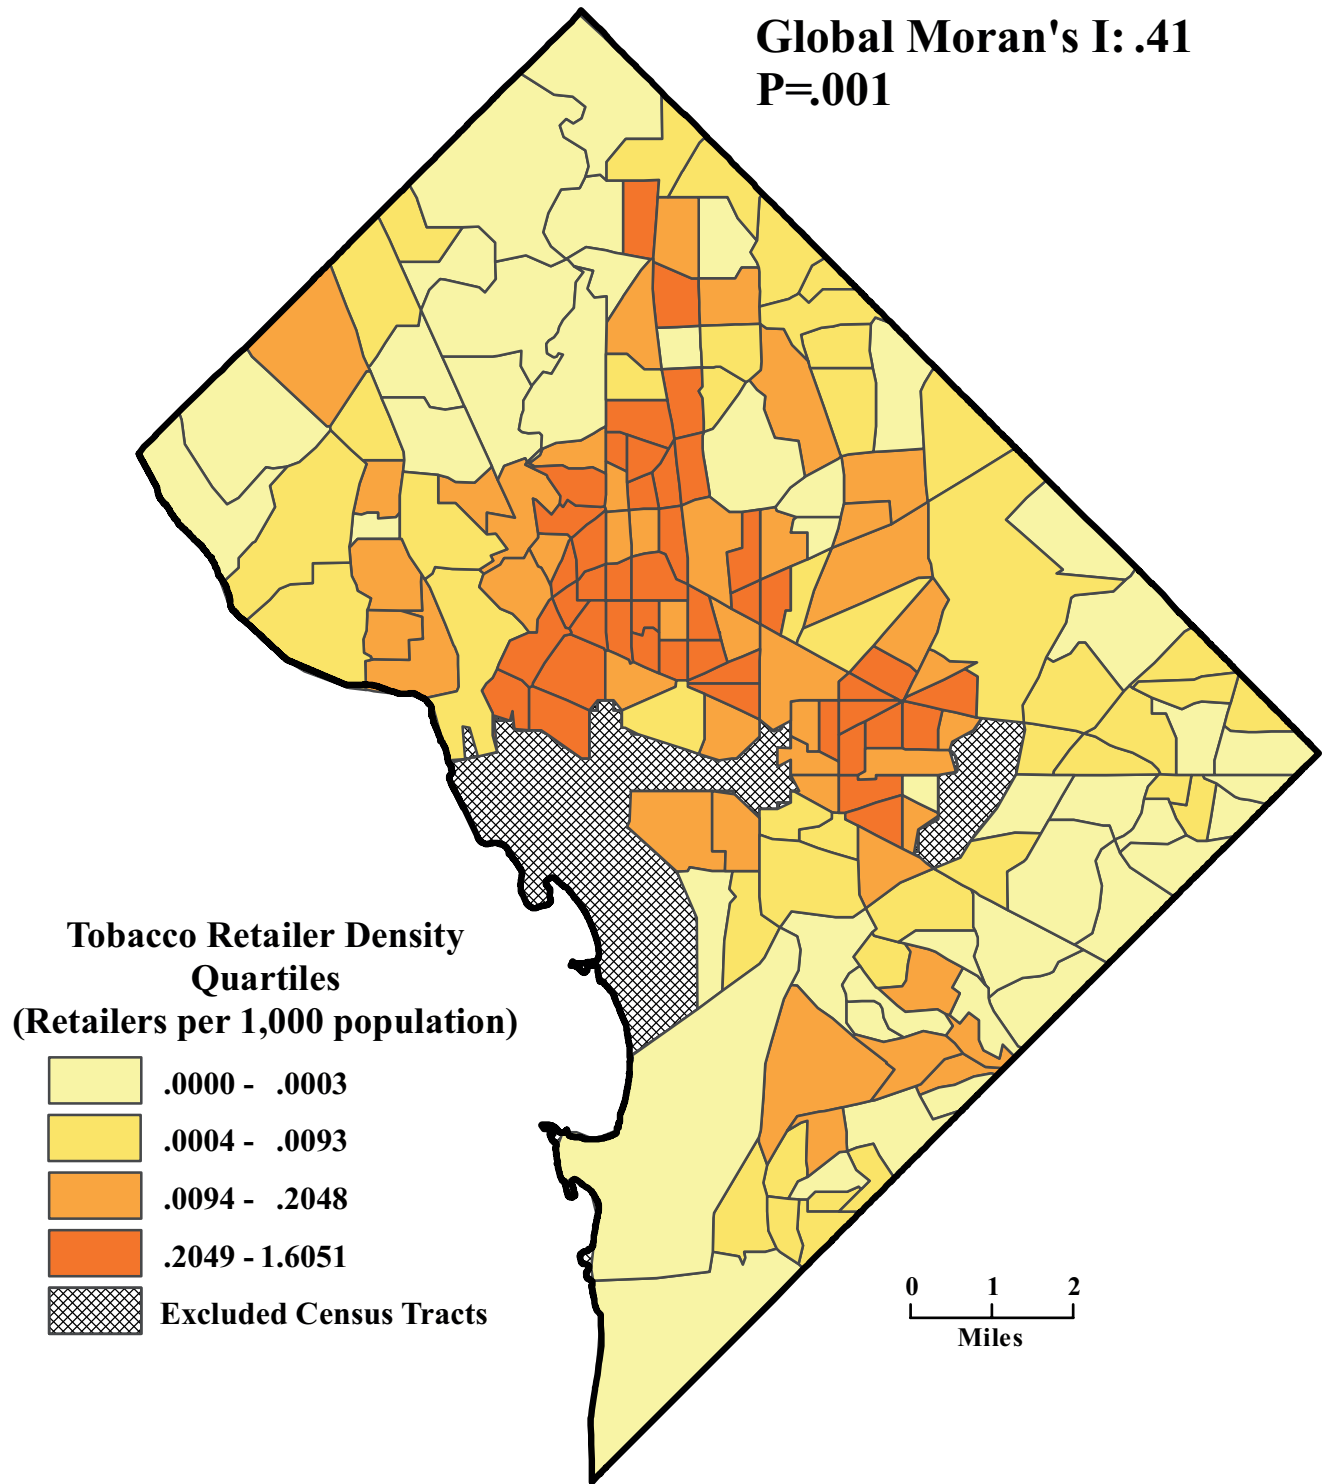 Global Moran's I: .41
P=.001
Tobacco Retailer Density
Quartiles
(Retailers per 1,000 population)
.0000 - .0003
.0004 - .0093
.0094 - .2048
.2049 - 1.6051
Excluded Census Tracts
0 1 2
Miles